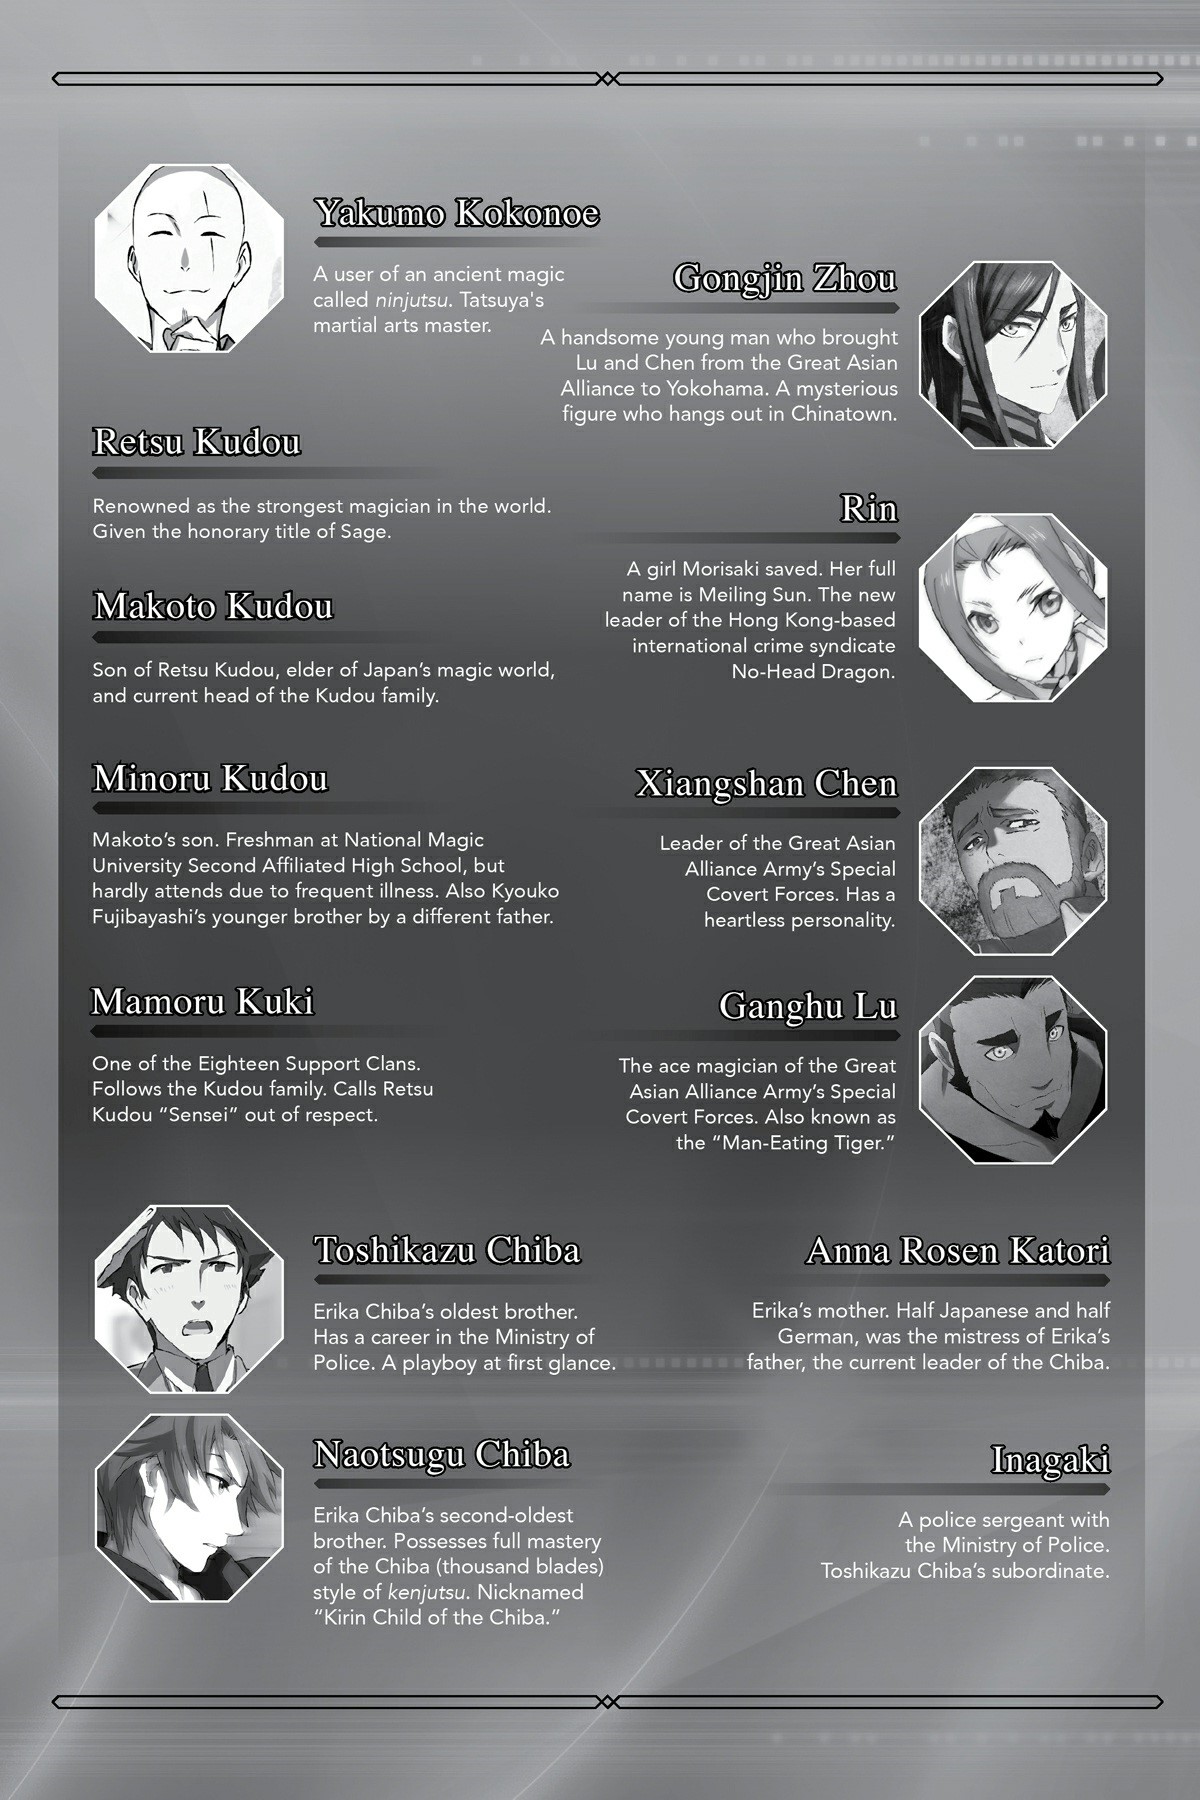 Yakumo Kokonoe
A user of an ancient magic
called ninjutsu. Tatsuya's
martial arts master.
Retsu Kudou
Renowned as the strongest magician in the world.
Given the honorary title of Sage.
Makoto Kudou
Son of Retsu Kudou, elder of Japan’s magic world,
and current head of the Kudou family.
Minoru Kudou
Makoto’s son. Freshman at National Magic
University Second Affiliated High School, but
hardly attends due to frequent illness. Also Kyouko
Fujibayashi’s younger brother by a different father.
Mamoru Kuki
One of the Eighteen Support Clans.
Follows the Kudou family. Calls Retsu
Kudou “Sensei” out of respect.
Toshikazu Chiba
Erika Chiba’s oldest brother.
Has a career in the Ministry of
Police. A playboy at first glance.
Naotsugu Chiba
Erika Chiba’s second-oldest
brother. Possesses full mastery
of the Chiba (thousand blades)
style of kenjutsu. Nicknamed
“Kirin Child of the Chiba.”
Gongjin Zhou
A handsome young man who brought
Lu and Chen from the Great Asian
Alliance to Yokohama. A mysterious
figure who hangs out in Chinatown.
Rin
A girl Morisaki saved. Her full
name is Meiling Sun. The new
leader of the Hong Kong-based
international crime syndicate
No-Head Dragon.
Xiangshan Chen
Leader of the Great Asian
Alliance Army’s Special
Covert Forces. Has a
heartless personality.
Ganghu Lu
The ace magician of the Great
Asian Alliance Army’s Special
Covert Forces. Also known as
the “Man-Eating Tiger.”
Anna Rosen Katori
Erika’s mother. Half Japanese and half
German, was the mistress of Erika’s
father, the current leader of the Chiba.
Inagaki
A police sergeant with
the Ministry of Police.
Toshikazu Chiba’s subordinate.